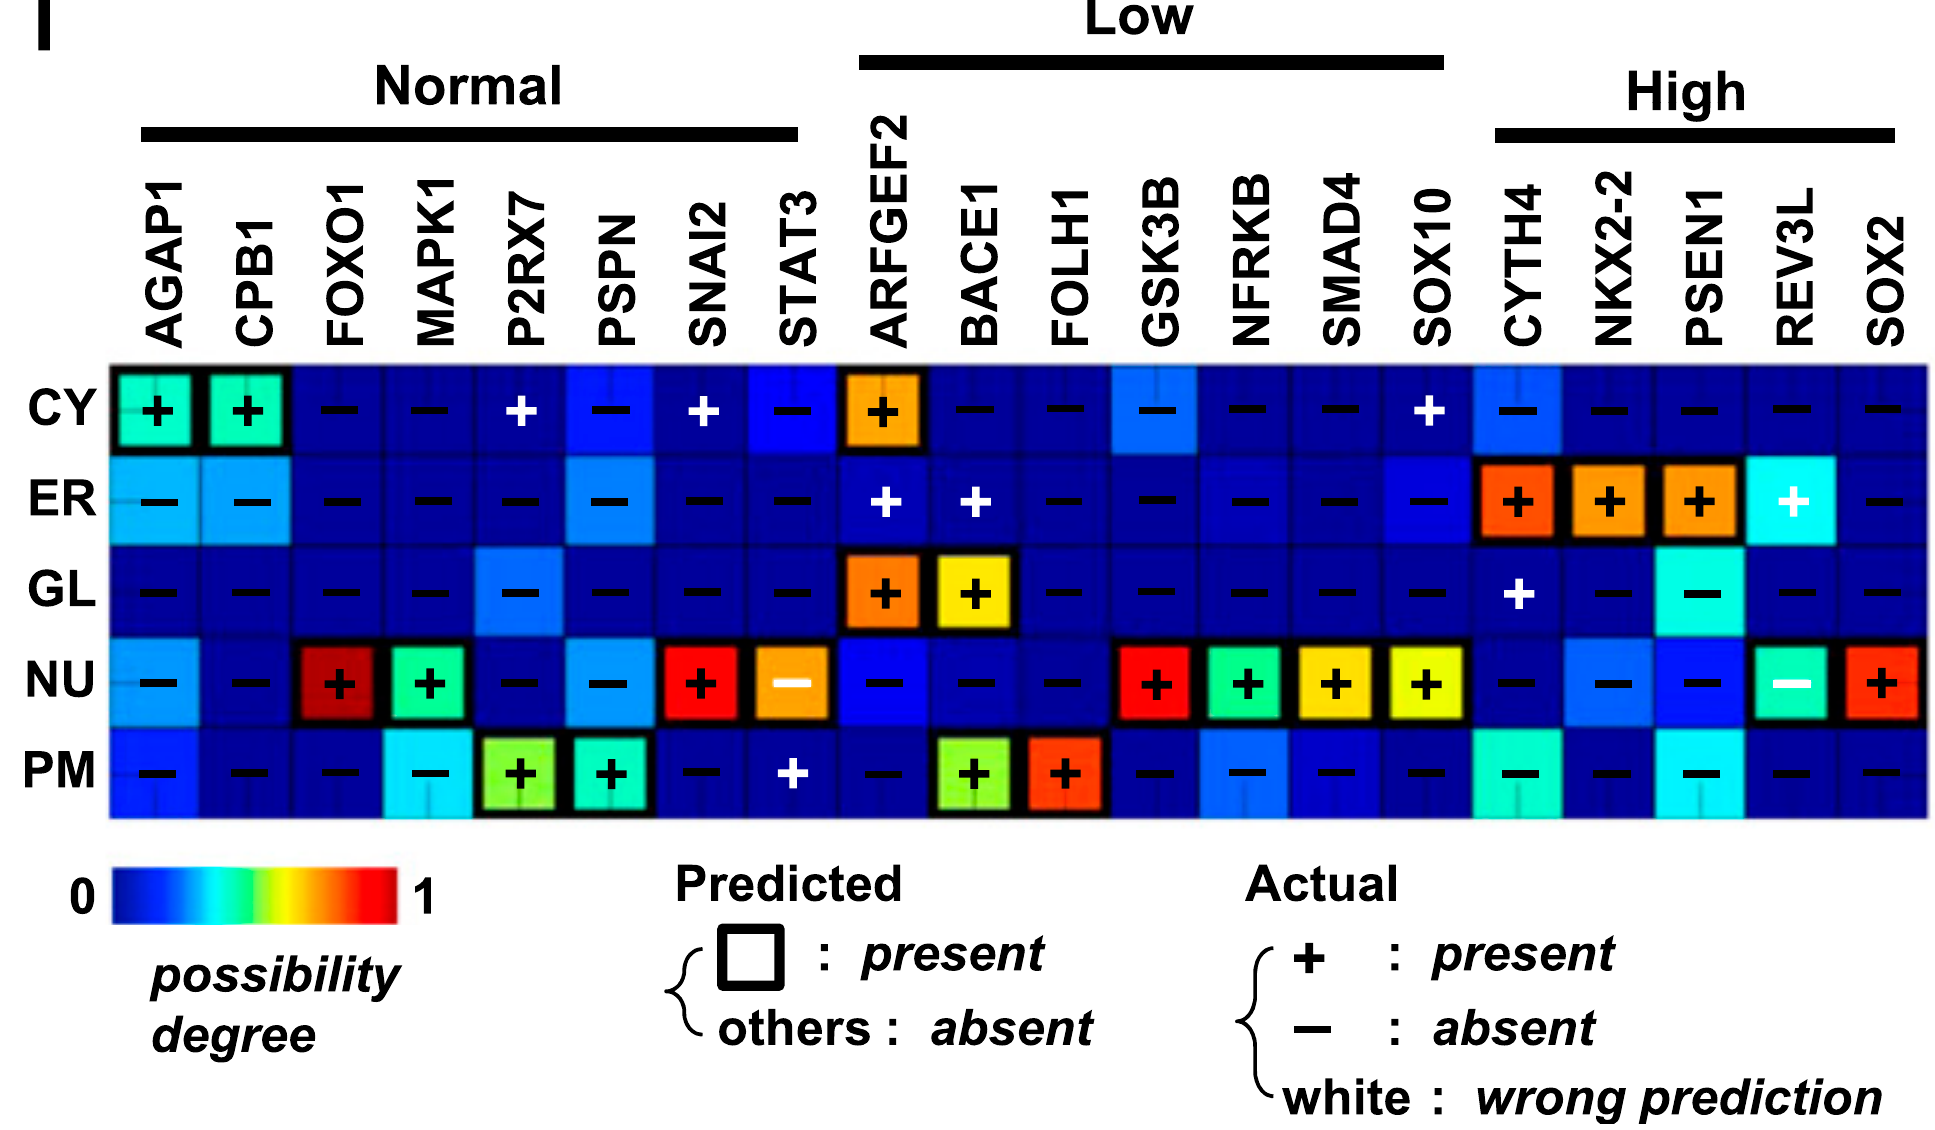 I
Low
Normal
High
AGAP1 CPB1 FOXO1 MAPK1 P2RX7 PSPN SNAI2 STAT3 ARFGEF2 BACE1 FOLH1 GSK3B NFRKB SMAD4 SOX10 CYTH4 NKX2-2 PSEN1 REV3L SOX2
CY + + − − + − + − + − − − − − + − − − − −
ER − − − − − − − − + + − − − − − + + + + −
GL − − − − − − − − + + − − − − − + − − − −
NU − − + + − − + − − − − + + + + − − − − +
PM − − − − + + − + − + + − − − − − − − − −
0 1
possibility
degree
Predicted
: present
others : absent
Actual
+ : present
− : absent
white : wrong prediction